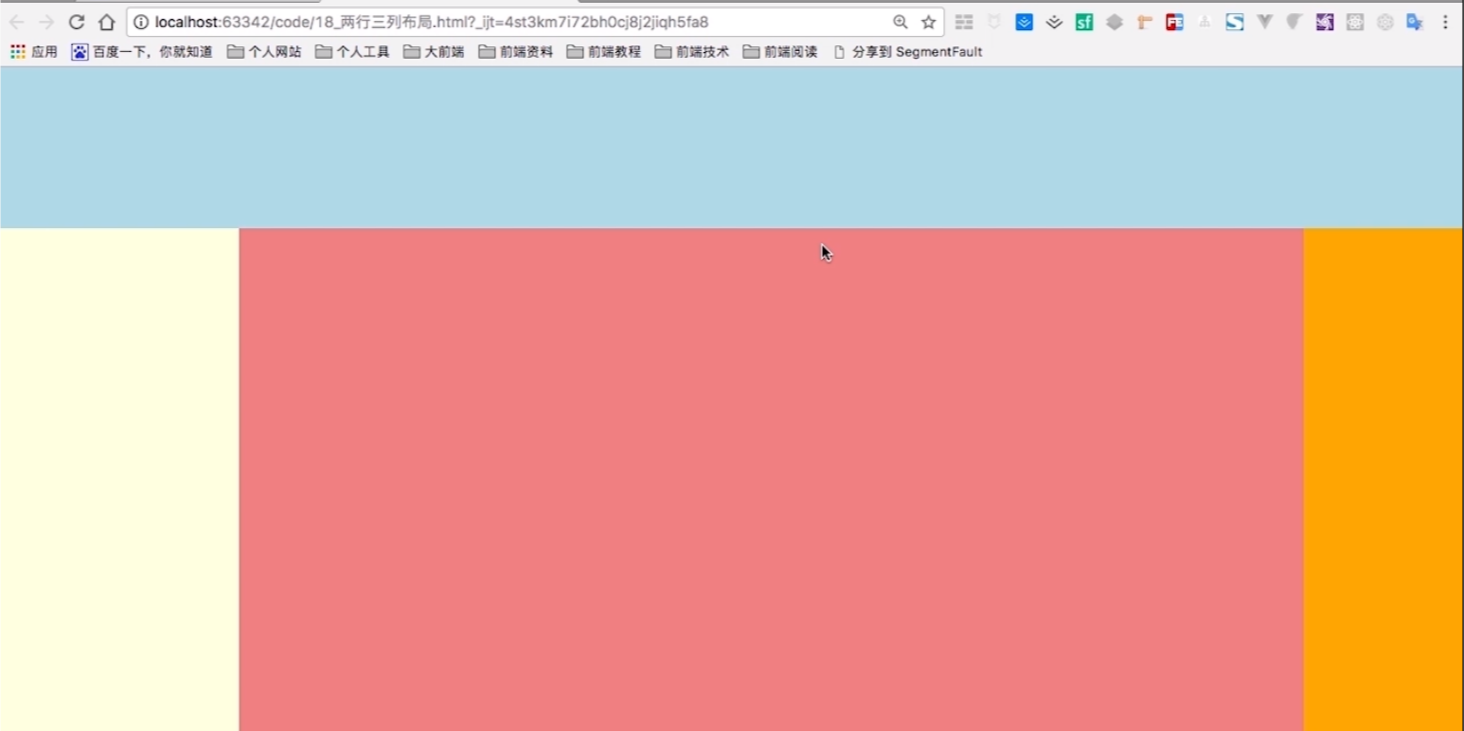 localhost:63342/code/18_两行三列布局.html?_ijt=4st3km7i72bh0cj8j2jiqh5fa8
sf FE S
应用 百度一下，你就知道 个人网站 个人工具 大前端 前端资料 前端教程 前端技术 前端阅读 分享到 SegmentFault